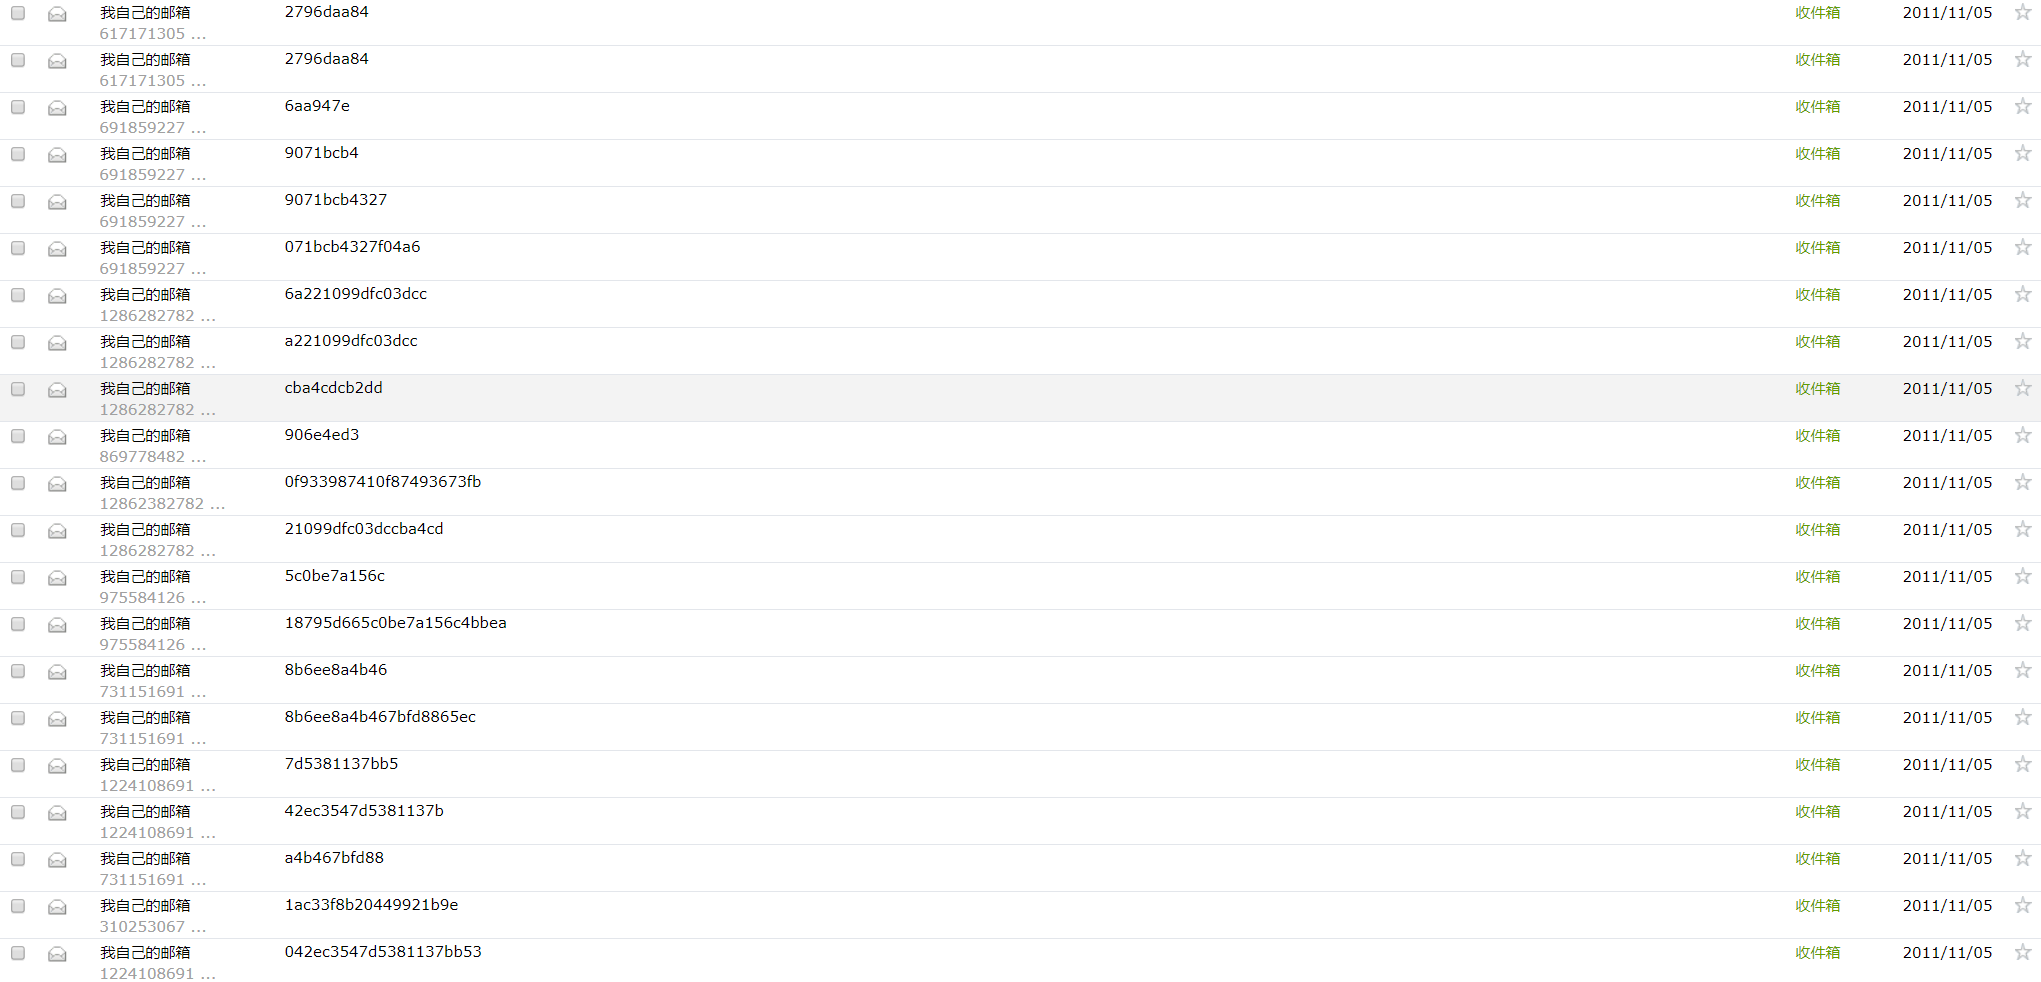 我自己的邮箱 2796daa84 收件箱 2011/11/05
617171305 ...
我自己的邮箱 2796daa84 收件箱 2011/11/05
617171305 ...
我自己的邮箱 6aa947e 收件箱 2011/11/05
691859227 ...
我自己的邮箱 9071bcb4 收件箱 2011/11/05
691859227 ...
我自己的邮箱 9071bcb4327 收件箱 2011/11/05
691859227 ...
我自己的邮箱 071bcb4327f04a6 收件箱 2011/11/05
691859227 ...
我自己的邮箱 6a221099dfc03dcc 收件箱 2011/11/05
1286282782 ...
我自己的邮箱 a221099dfc03dcc 收件箱 2011/11/05
1286282782 ...
我自己的邮箱 cba4cdcb2dd 收件箱 2011/11/05
1286282782 ...
我自己的邮箱 906e4ed3 收件箱 2011/11/05
869778482 ...
我自己的邮箱 0f933987410f87493673fb 收件箱 2011/11/05
12862382782 ...
我自己的邮箱 21099dfc03dccba4cd 收件箱 2011/11/05
1286282782 ...
我自己的邮箱 5c0be7a156c 收件箱 2011/11/05
975584126 ...
我自己的邮箱 18795d665c0be7a156c4bbea 收件箱 2011/11/05
975584126 ...
我自己的邮箱 8b6ee8a4b46 收件箱 2011/11/05
731151691 ...
我自己的邮箱 8b6ee8a4b467bfd8865ec 收件箱 2011/11/05
731151691 ...
我自己的邮箱 7d5381137bb5 收件箱 2011/11/05
1224108691 ...
我自己的邮箱 42ec3547d5381137b 收件箱 2011/11/05
1224108691 ...
我自己的邮箱 a4b467bfd88 收件箱 2011/11/05
731151691 ...
我自己的邮箱 1ac33f8b20449921b9e 收件箱 2011/11/05
310253067 ...
我自己的邮箱 042ec3547d5381137bb53 收件箱 2011/11/05
1224108691 ...